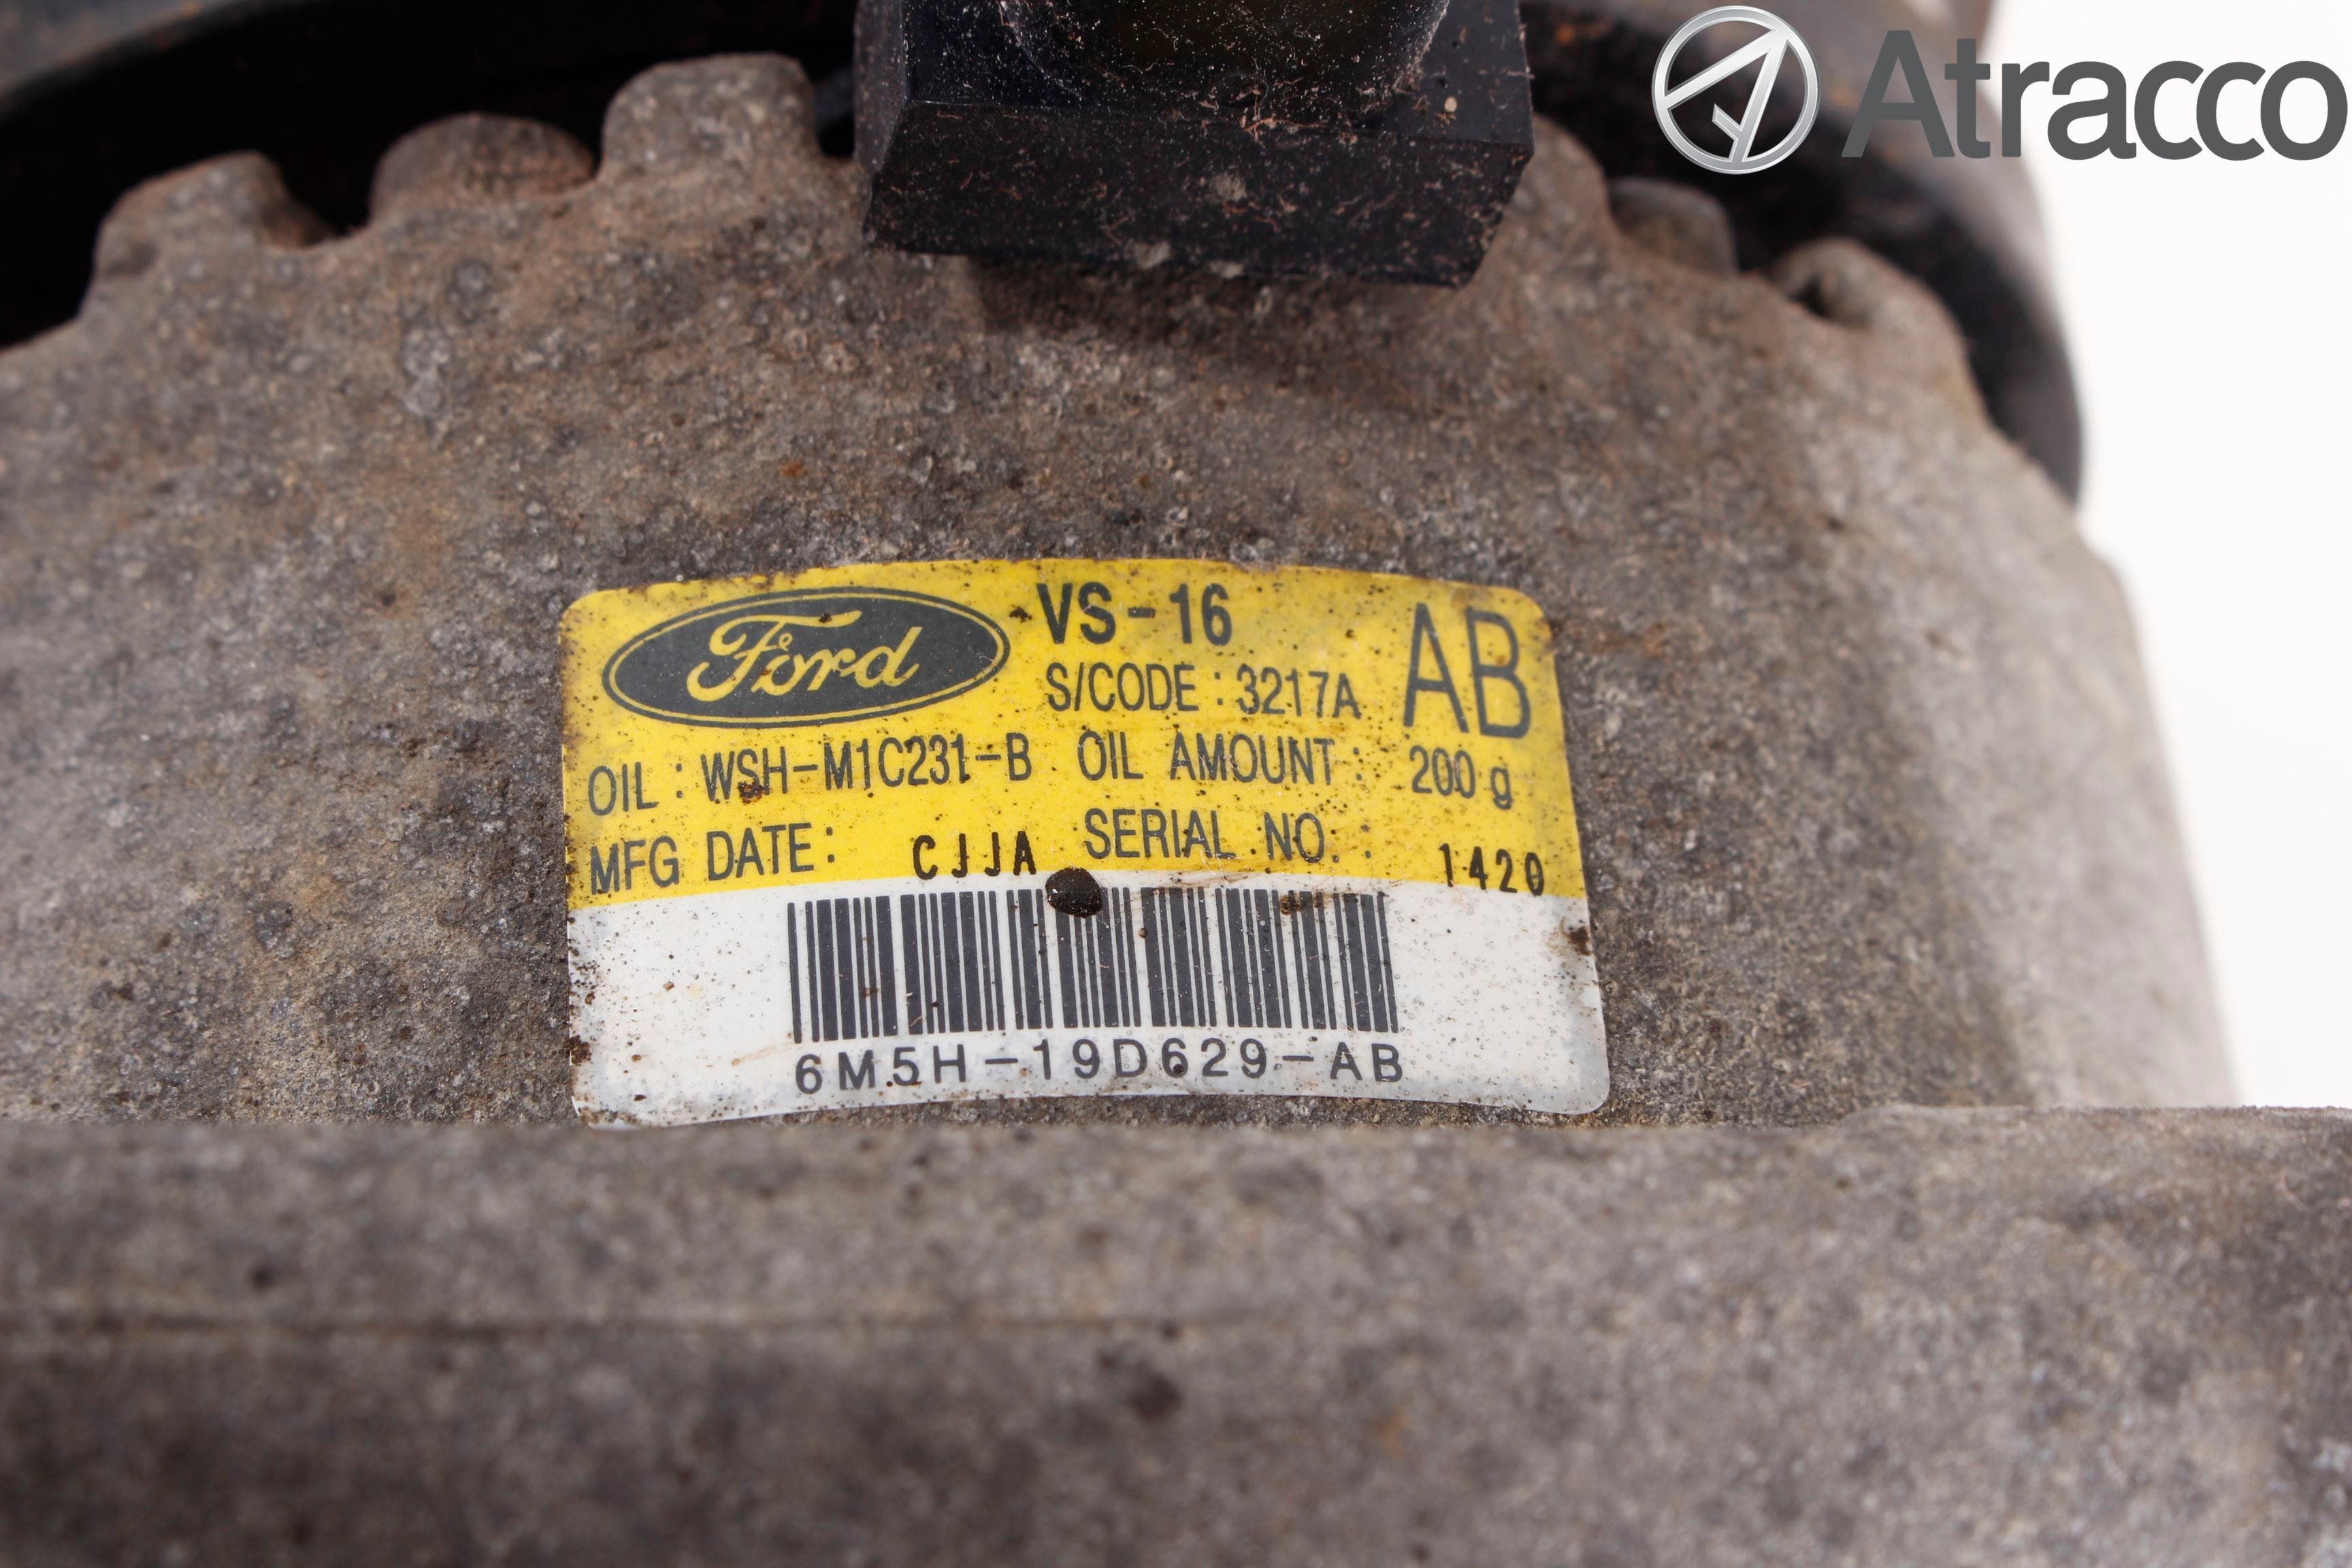 Atracco
Ford VS-16 AB
S/CODE : 3217A
OIL : WSH-M1C231-B OIL AMOUNT : 200 g
MFG DATE : CJJA SERIAL NO. : 1420
6M5H-19D629-AB